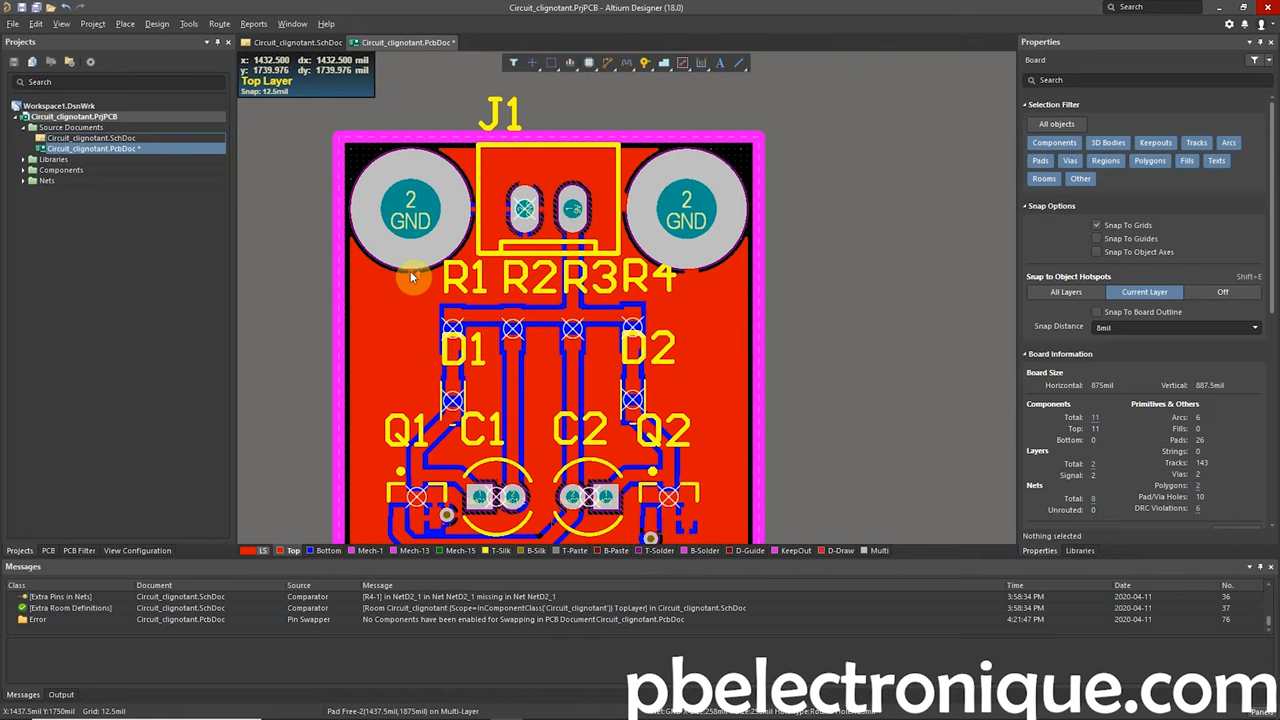 Circuit_clignotant.PrjPCB - Altium Designer (18.0)
Search
File Edit View Project Place Design Tools Route Reports Window Help
Projects
Circuit_clignotant.SchDoc
Circuit_clignotant.PcbDoc *
Properties
x: 1432.500 dx: 1432.500 mil
y: 1739.976 dy: 1739.976 mil
Top Layer
Snap: 12.5mil
Search
Workspace1.DsnWrk
Circuit_clignotant.PrjPCB
Source Documents
Circuit_clignotant.SchDoc
Circuit_clignotant.PcbDoc *
Libraries
Components
Nets
J1
2
GND
2
GND
R1 R2 R3 R4
D1 D2
Q1 C1 C2 Q2
Board
Search
Selection Filter
All objects
Components 3D Bodies Keepouts Tracks Arcs
Pads Vias Regions Polygons Fills Texts
Rooms Other
Snap Options
Snap To Grids
Snap To Guides
Snap To Object Axes
Snap to Object Hotspots Shift+E
All Layers Current Layer Off
Snap To Board Outline
Snap Distance 8mil
Board Information
Board Size
Horizontal: 875mil Vertical: 887.5mil
Components Primitives & Others
Total: 11 Arcs: 6
Top: 11 Fills: 0
Bottom: 0 Pads: 26
Layers Strings: 0
Total: 2 Tracks: 143
Signal: 2 Vias: 2
Nets Polygons: 2
Total: 8 Pad/Via Holes: 10
Unrouted: 0 DRC Violations: 6
Nothing selected
Projects PCB PCB Filter View Configuration
LS Top Bottom Mech-1 Mech-13 Mech-15 T-Silk B-Silk T-Paste B-Paste T-Solder B-Solder D-Guide KeepOut D-Draw Multi
Properties Libraries
Messages
Class Document Source Message Time Date No.
[Extra Pins in Nets] Circuit_clignotant.SchDoc Comparator [R4-1] in NetD2_1 in Net NetD2_1 missing in Net NetD2_1 3:58:34 PM 2020-04-11 36
[Extra Room Definitions] Circuit_clignotant.SchDoc Comparator [Room Circuit_clignotant (Scope=InComponentClass('Circuit_clignotant')) TopLayer] in Circuit_clignotant.SchDoc 3:58:34 PM 2020-04-11 37
Error Circuit_clignotant.PcbDoc Pin Swapper No Components have been enabled for Swapping in PCB DocumentCircuit_clignotant.PcbDoc 4:21:47 PM 2020-04-11 76
pbelectronique.com
Messages Output
X:1437.5mil Y:1750mil Grid: 12.5mil
Pad Free-2(1437.5mil,1875mil) on Multi-Layer
Panels